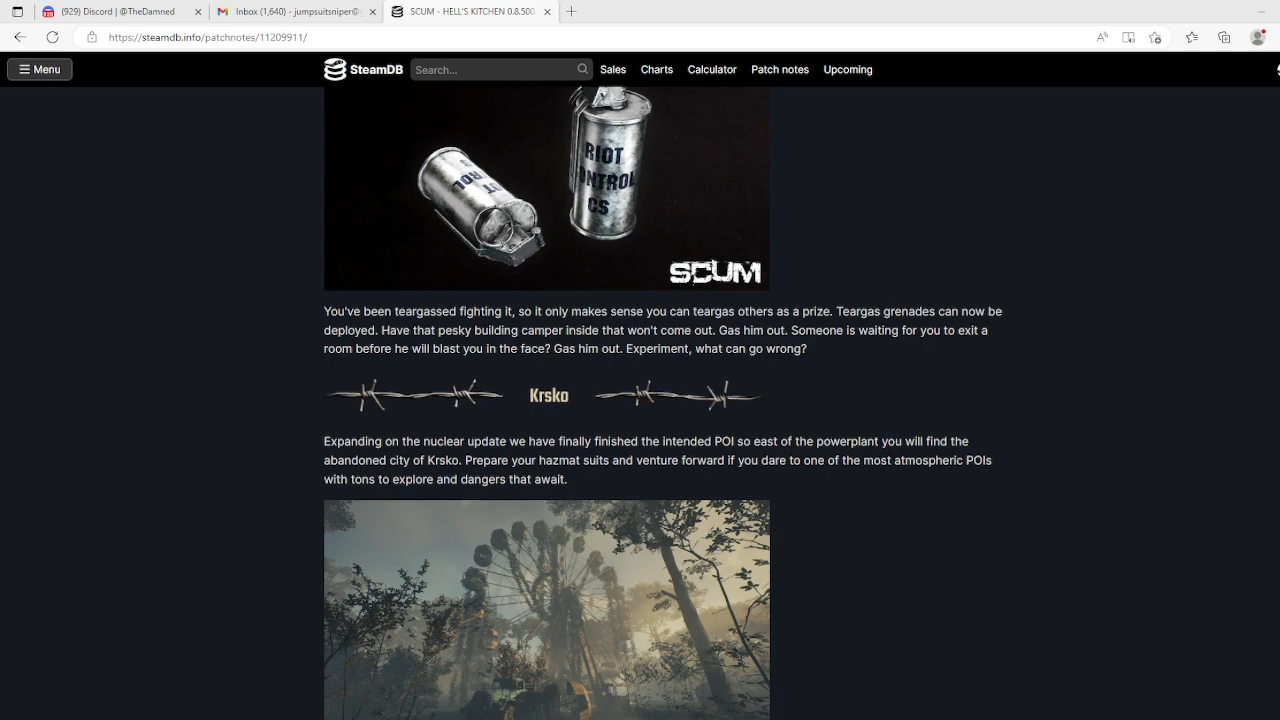 (929) Discord | @TheDamned
Inbox (1,640) - jumpsuitsniper@
SCUM - HELL'S KITCHEN 0.8.500
https://steamdb.info/patchnotes/11209911/
Menu
SteamDB
Search...
Sales
Charts
Calculator
Patch notes
Upcoming
RIOT
CONTROL
CS
SCUM
You've been teargassed fighting it, so it only makes sense you can teargas others as a prize. Teargas grenades can now be
deployed. Have that pesky building camper inside that won't come out. Gas him out. Someone is waiting for you to exit a
room before he will blast you in the face? Gas him out. Experiment, what can go wrong?
Krsko
Expanding on the nuclear update we have finally finished the intended POI so east of the powerplant you will find the
abandoned city of Krsko. Prepare your hazmat suits and venture forward if you dare to one of the most atmospheric POIs
with tons to explore and dangers that await.